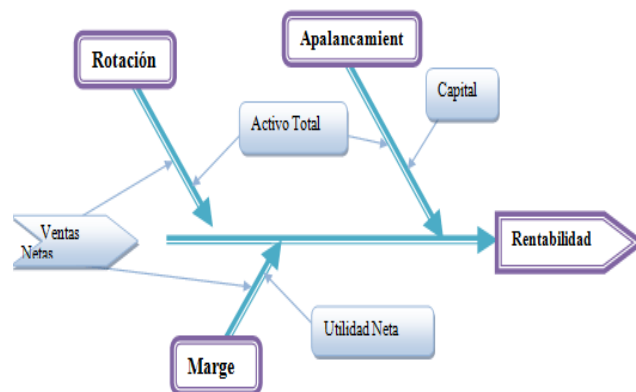 Apalancamient
Rotación
Capital
Activo Total
Ventas
Netas
Rentabilidad
Utilidad Neta
Marge